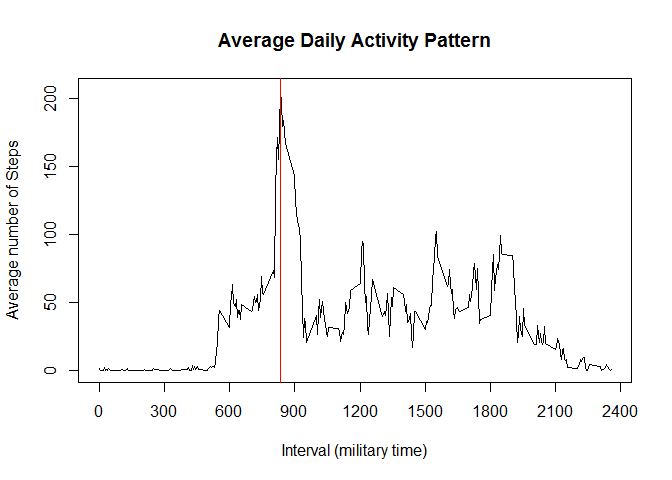 Average Daily Activity Pattern
Average number of Steps
200
150
100
50
0
0 300 600 900 1200 1500 1800 2100 2400
Interval (military time)